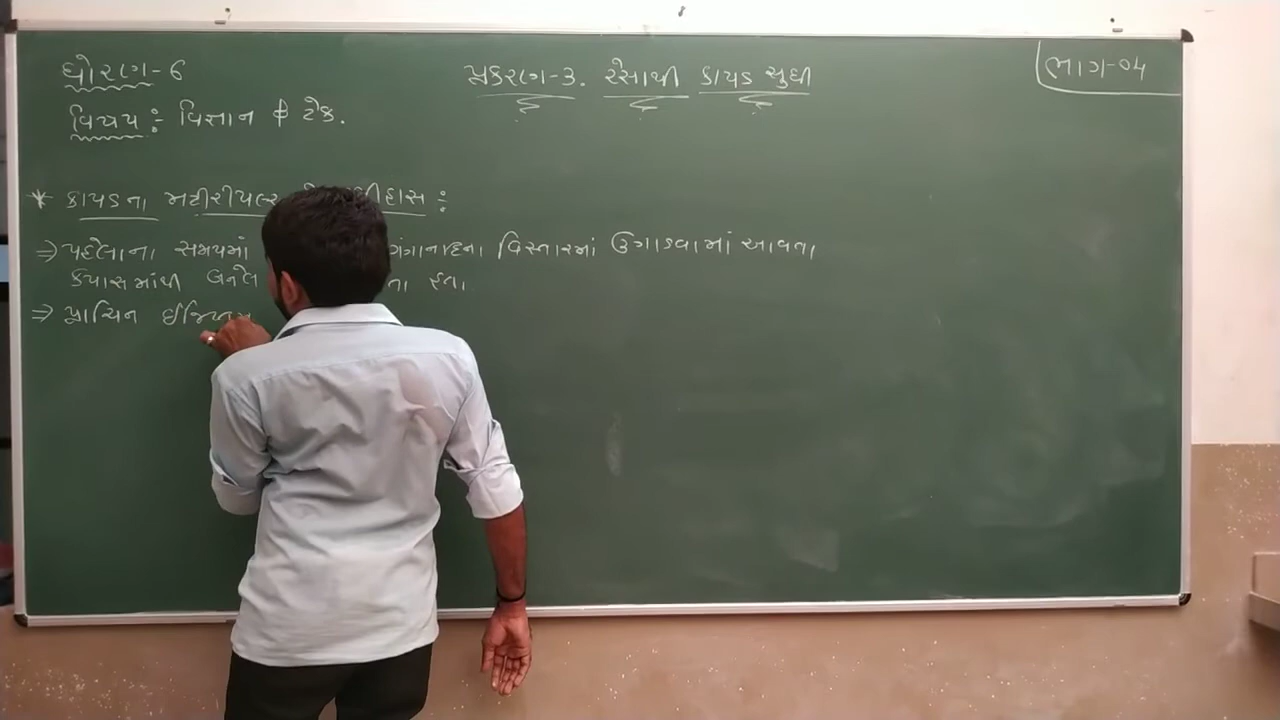 ધોરણ-6
પ્રકરણ-3. રેસાથી કાપડ સુધી
ભાગ-04
વિષય : વિજ્ઞાન & ટેક.
* કાપડના મટીરીયલ્સ :
⇒ પહેલાના સમયમાં ગંગાનદીના વિસ્તારમાં ઉગાડવામાં આવતા
કપાસમાંથી હતા
⇒ પ્રાચિન